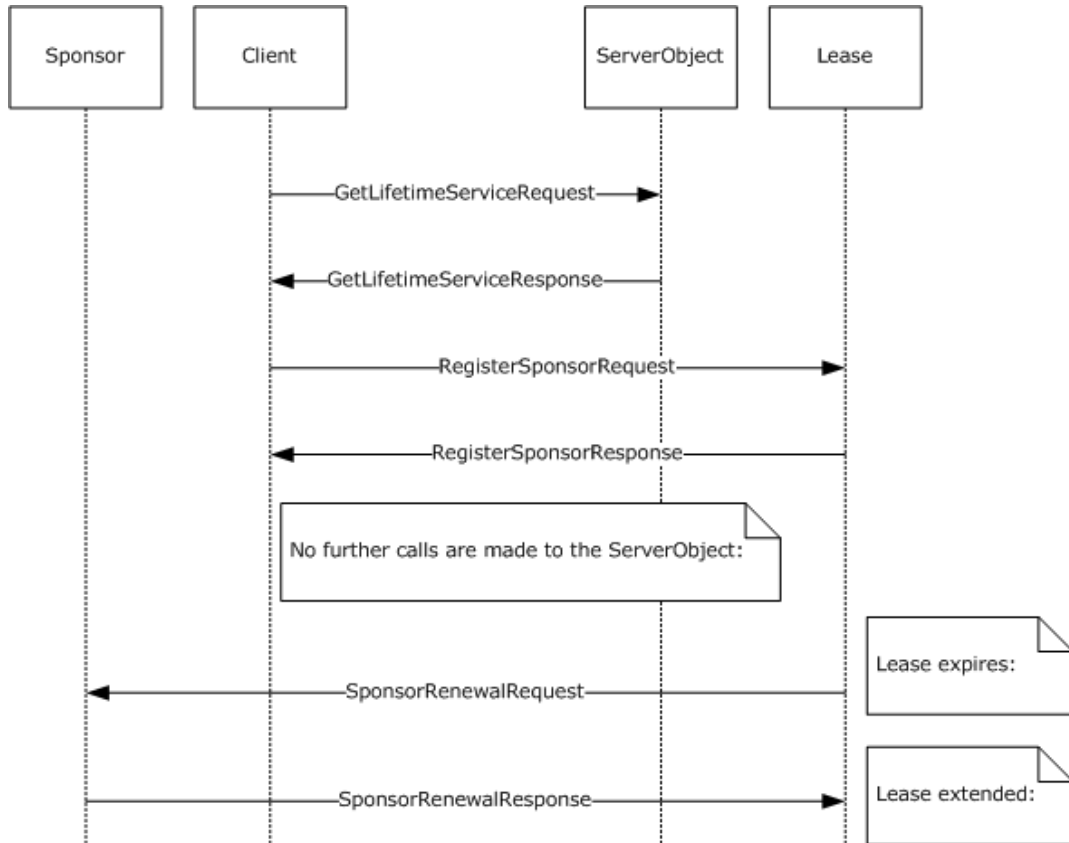 Sponsor
Client
ServerObject
Lease
GetLifetimeServiceRequest
GetLifetimeServiceResponse
RegisterSponsorRequest
RegisterSponsorResponse
No further calls are made to the ServerObject:
Lease expires:
SponsorRenewalRequest
Lease extended:
SponsorRenewalResponse